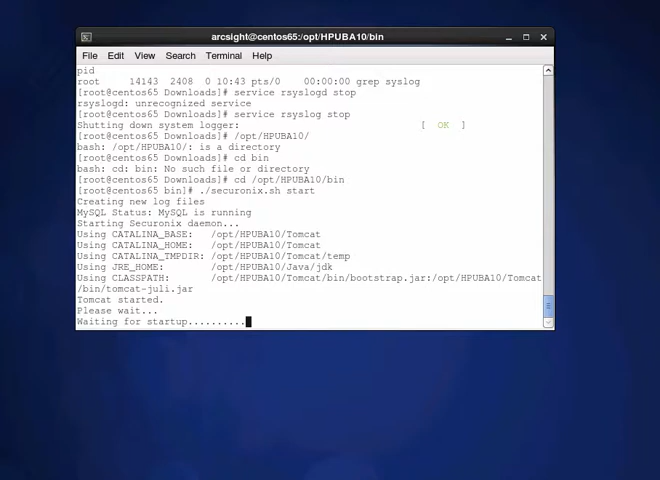 arcsight@centos65:/opt/HPUBA10/bin
File Edit View Search Terminal Help
pid
root 14143 2408 0 10:43 pts/0 00:00:00 grep syslog
[root@centos65 Downloads]# service rsyslogd stop
rsyslogd: unrecognized service
[root@centos65 Downloads]# service rsyslog stop
Shutting down system logger: [ OK ]
[root@centos65 Downloads]# /opt/HPUBA10/
bash: /opt/HPUBA10/: is a directory
[root@centos65 Downloads]# cd bin
bash: cd: bin: No such file or directory
[root@centos65 Downloads]# cd /opt/HPUBA10/bin
[root@centos65 bin]# ./securonix.sh start
Creating new log files
MySQL Status: MySQL is running
Starting Securonix daemon...
Using CATALINA_BASE: /opt/HPUBA10/Tomcat
Using CATALINA_HOME: /opt/HPUBA10/Tomcat
Using CATALINA_TMPDIR: /opt/HPUBA10/Tomcat/temp
Using JRE_HOME: /opt/HPUBA10/Java/jdk
Using CLASSPATH: /opt/HPUBA10/Tomcat/bin/bootstrap.jar:/opt/HPUBA10/Tomcat
/bin/tomcat-juli.jar
Tomcat started.
Please wait...
Waiting for startup..........